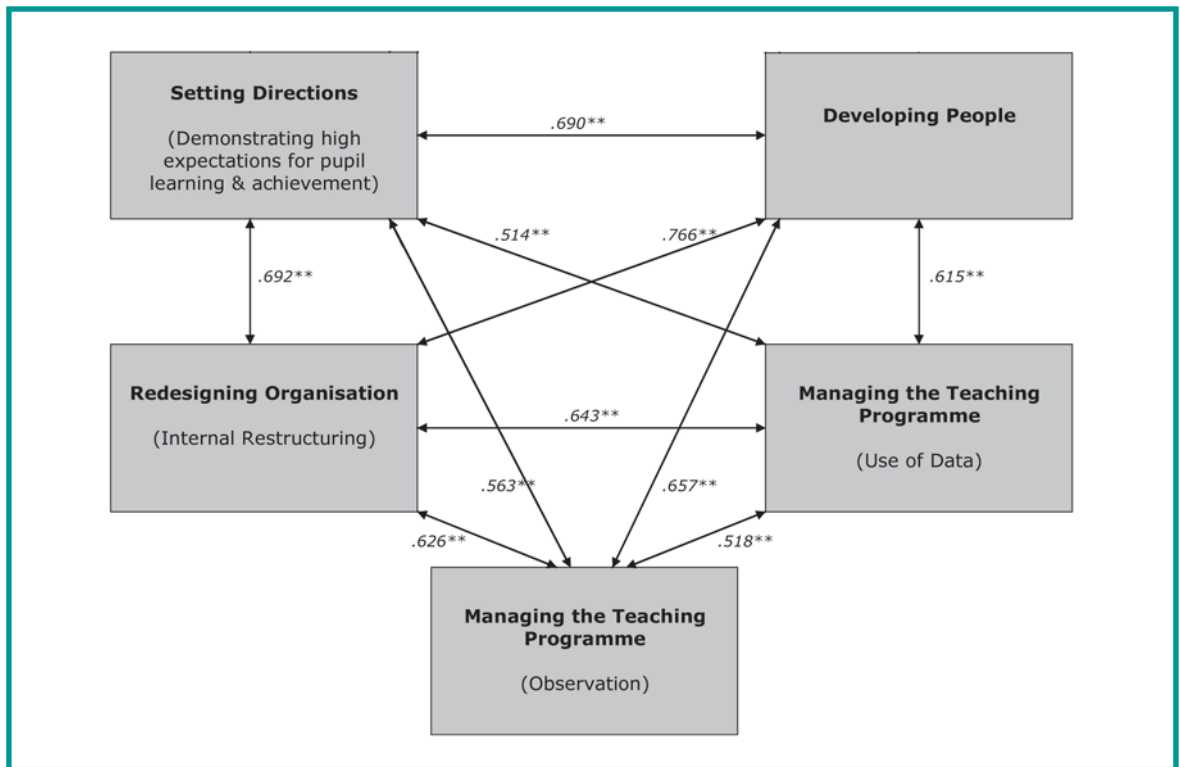 Setting Directions
(Demonstrating high
expectations for pupil
learning & achievement)
.690**
Developing People
.514**
.766**
.692**
.615**
Redesigning Organisation
(Internal Restructuring)
.643**
Managing the Teaching
Programme
(Use of Data)
.563**
.657**
.626**
.518**
Managing the Teaching
Programme
(Observation)